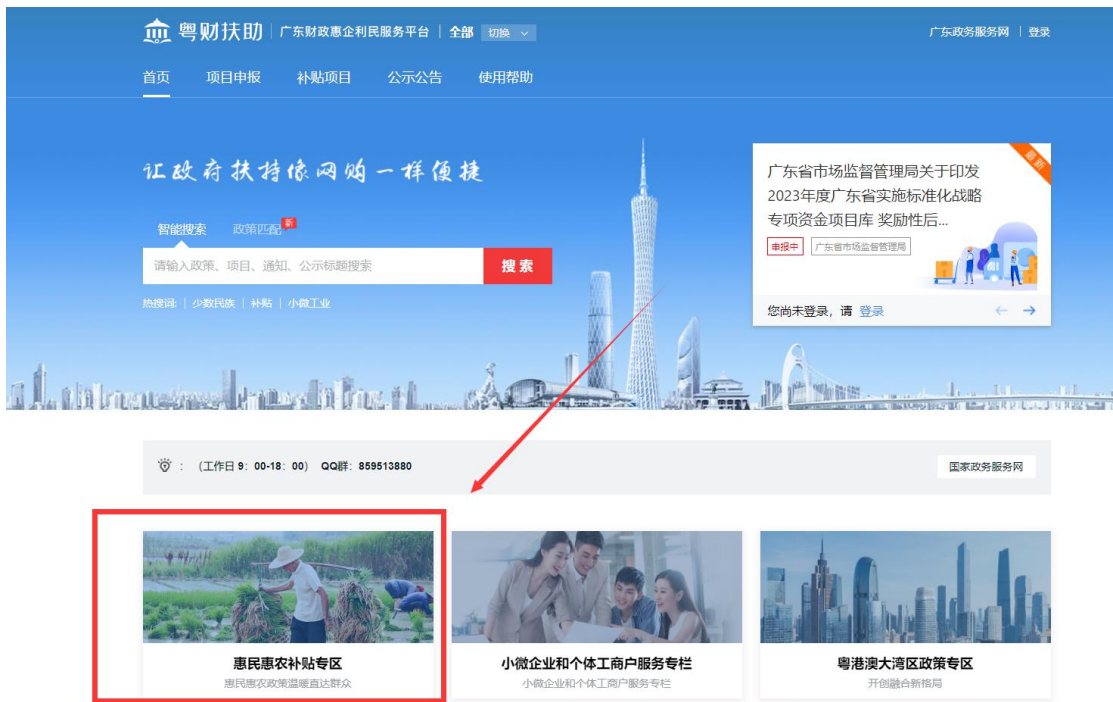 粤财扶助 广东财政惠企利民服务平台 全部 切换
广东政务服务网 登录
首页 项目申报 补贴项目 公示公告 使用帮助
让政府扶持像网购一样便捷
智能搜索 政策匹配 新
请输入政策、项目、通知、公示标题搜索 搜索
热搜词: 少数民族 补贴 小微工业
最新
广东省市场监督管理局关于印发
2023年度广东省实施标准化战略
专项资金项目库 奖励性后...
申报中 广东省市场监督管理局
您尚未登录，请 登录
: (工作日 9：00-18：00) QQ群：859513880
国家政务服务网
惠民惠农补贴专区
惠民惠农政策温暖直达群众
小微企业和个体工商户服务专栏
小微企业和个体工商户服务专栏
粤港澳大湾区政策专区
开创融合新格局